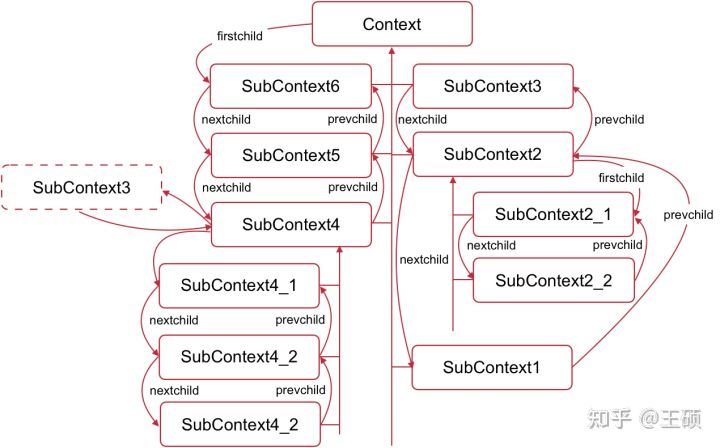 Context
firstchild
SubContext6
SubContext3
nextchild
prevchild
nextchild
prevchild
SubContext5
SubContext2
nextchild
prevchild
firstchild
SubContext3
SubContext4
SubContext2_1
prevchild
nextchild
prevchild
nextchild
SubContext4_1
SubContext2_2
nextchild
prevchild
SubContext4_2
SubContext1
nextchild
prevchild
SubContext4_2
知乎 @王硕